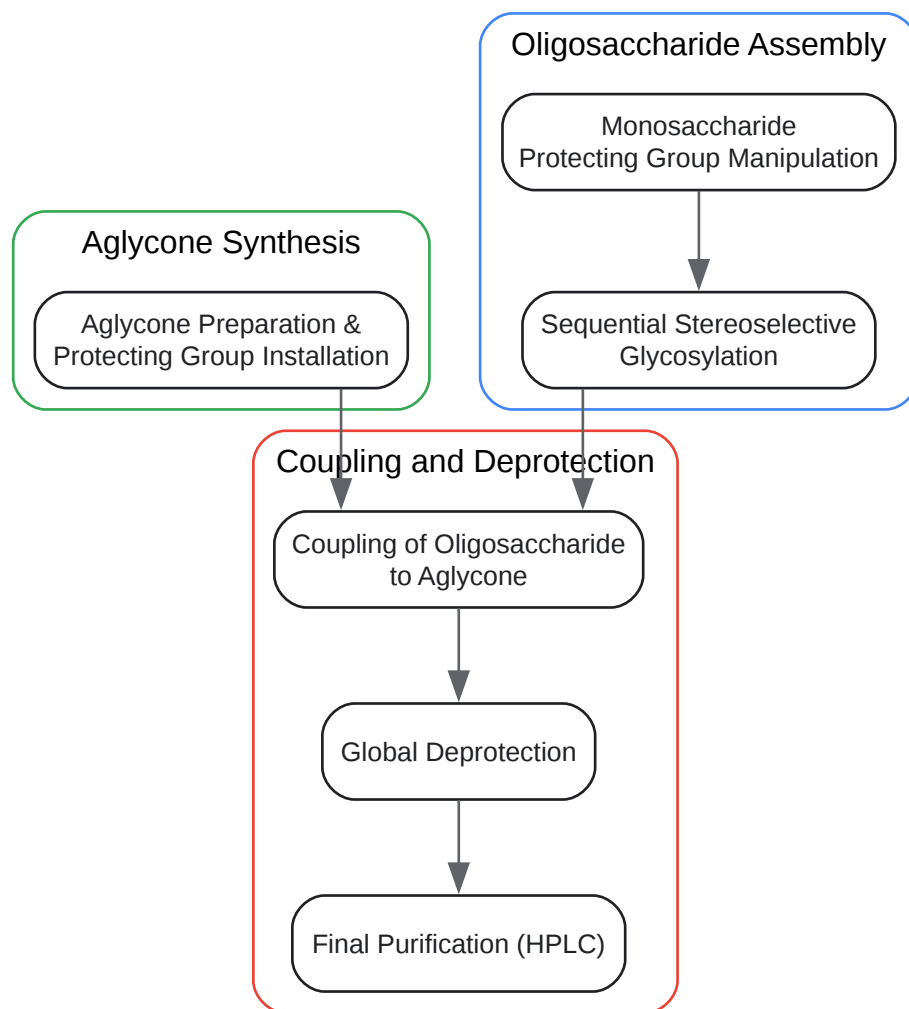 Oligosaccharide Assembly
Monosaccharide
Protecting Group Manipulation
Sequential Stereoselective
Glycosylation
Aglycone Synthesis
Aglycone Preparation &
Protecting Group Installation
Coupling and Deprotection
Coupling of Oligosaccharide
to Aglycone
Global Deprotection
Final Purification (HPLC)